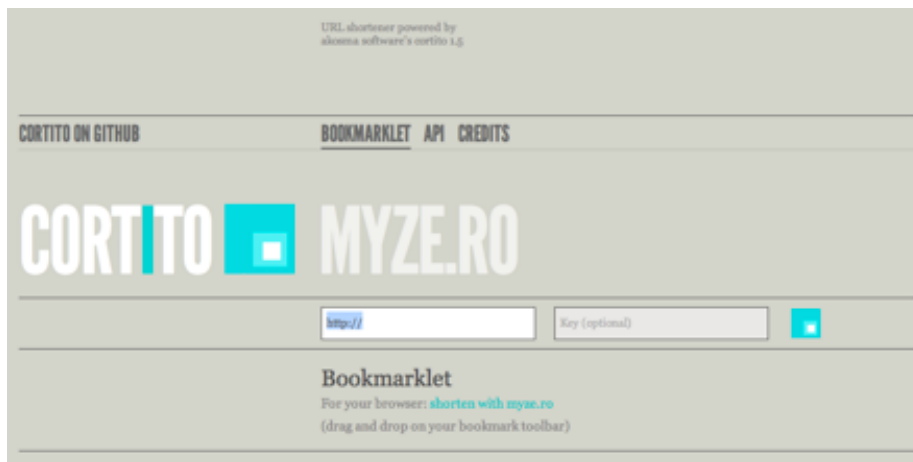 URL shortener powered by
akosma software's cortito 1.5
CORTITO ON GITHUB
BOOKMARKLET API CREDITS
CORTITO MYZE.RO
http:// Key (optional)
Bookmarklet
For your browser: shorten with myze.ro
(drag and drop on your bookmark toolbar)